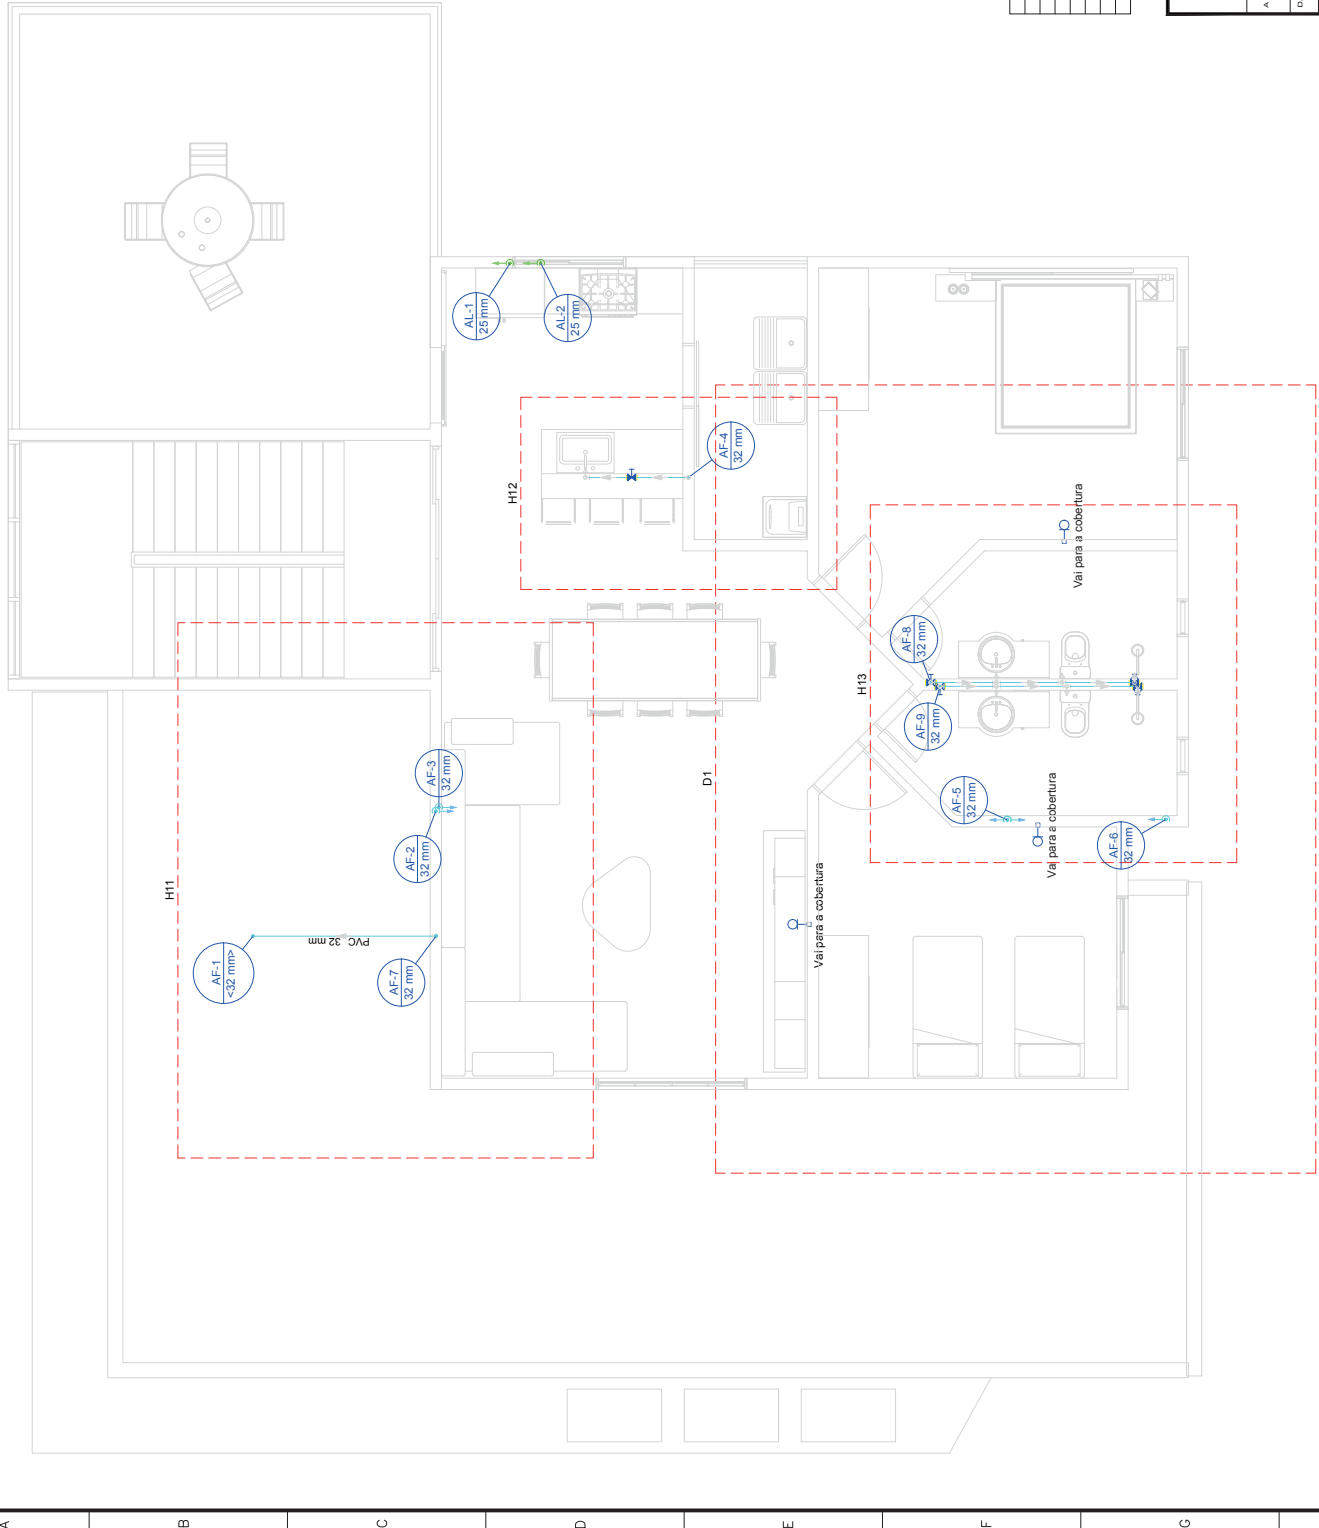 A
D
AL-1
25 mm
AL-2
25 mm
AF-4
32 mm
H12
Vai para a cobertura
AF-8
32 mm
H13
AF-9
32 mm
AF-3
32 mm
AF-2
32 mm
D1
AF-5
32 mm
Vai para a cobertura
AF-6
32 mm
H11
Vai para a cobertura
PVC 32 mm
AF-1
<32 mm>
AF-7
32 mm
A
B
C
D
E
F
G